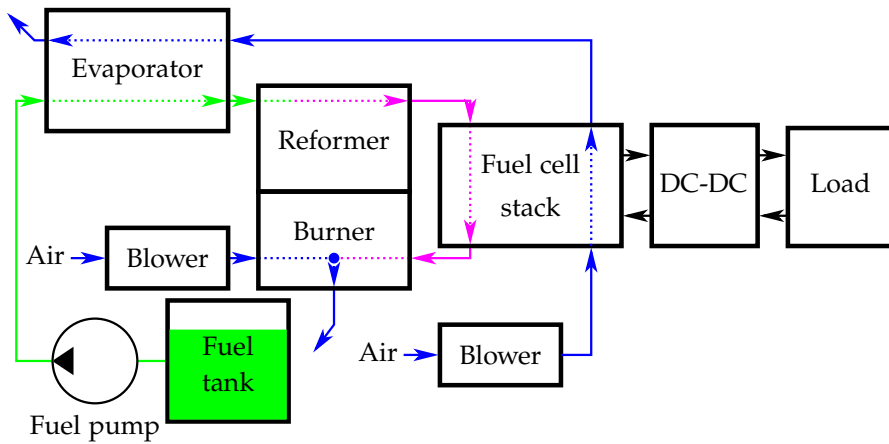 Evaporator
Reformer
Fuel cell
stack
DC-DC
Load
Burner
Air
Blower
Fuel
tank
Air
Blower
Fuel pump